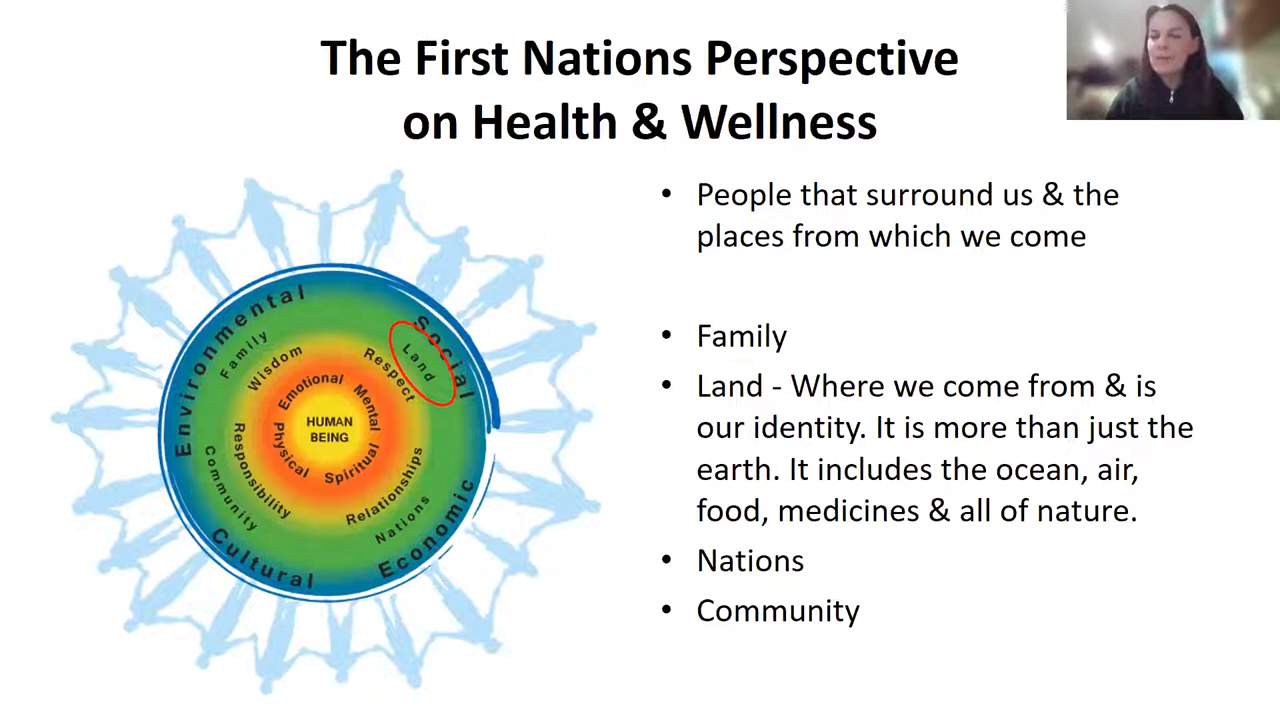 The First Nations Perspective
on Health & Wellness
Environmental
Social
Economic
Cultural
Family
Land
Nations
Community
Wisdom
Respect
Relationships
Responsibility
Emotional
Mental
Spiritual
Physical
HUMAN
BEING
• People that surround us & the
places from which we come
• Family
• Land - Where we come from & is
our identity. It is more than just the
earth. It includes the ocean, air,
food, medicines & all of nature.
• Nations
• Community